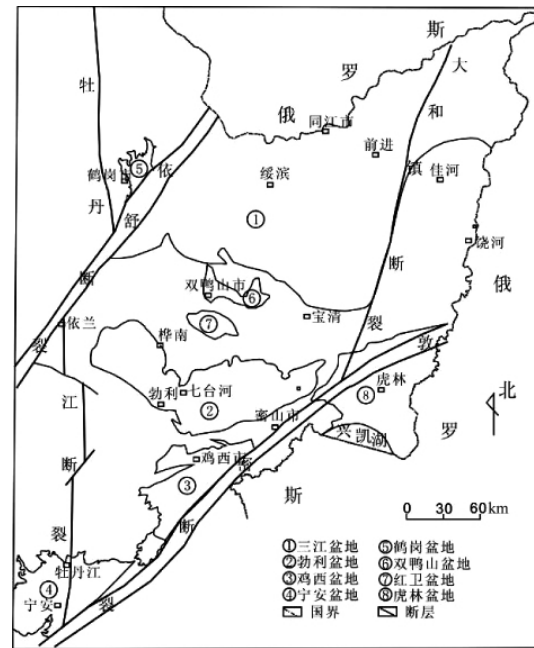 俄 罗 斯
牡 丹 江 断 裂
依 舒 断 裂
大 和 镇 断 裂
敦 密 断 裂
俄 罗 斯
同江市
前进
绥滨
佳河
鹤岗市
⑤
①
饶河
双鸭山市
⑥
⑦
宝清
依兰
桦南
勃利
七台河
②
虎林
⑧
密山市
兴凯湖
鸡西市
③
牡丹江
④
宁安
北
0 30 60km
①三江盆地 ⑤鹤岗盆地
②勃利盆地 ⑥双鸭山盆地
③鸡西盆地 ⑦红卫盆地
④宁安盆地 ⑧虎林盆地
国界 断层